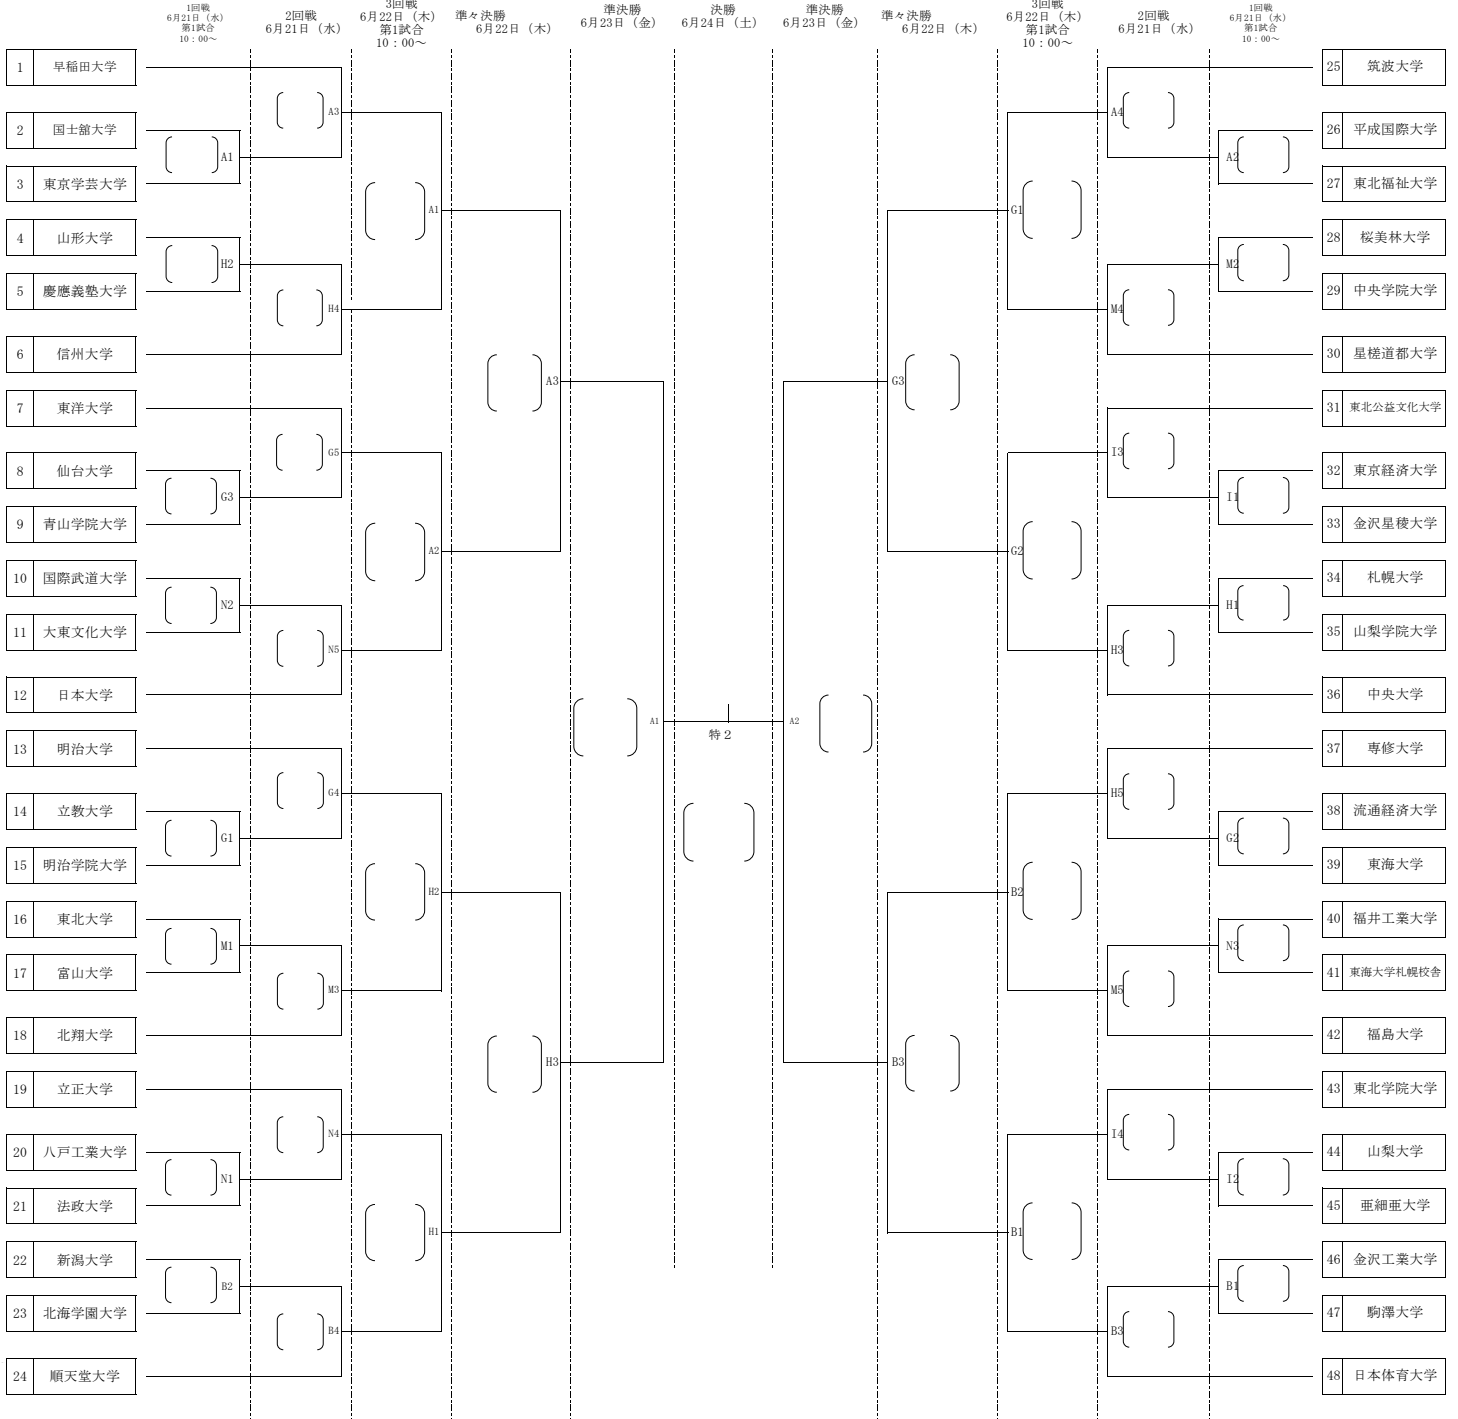 1回戦
6月21日（水）
第1試合
10：00～
2回戦
6月21日（水）
3回戦
6月22日（木）
第1試合
10：00～
準々決勝
6月22日（木）
準決勝
6月23日（金）
決勝
6月24日（土）
準決勝
6月23日（金）
準々決勝
6月22日（木）
3回戦
6月22日（木）
第1試合
10：00～
2回戦
6月21日（水）
1回戦
6月21日（水）
第1試合
10：00～
1 早稲田大学
2 国士舘大学
3 東京学芸大学
4 山形大学
5 慶應義塾大学
6 信州大学
7 東洋大学
8 仙台大学
9 青山学院大学
10 国際武道大学
11 大東文化大学
12 日本大学
13 明治大学
14 立教大学
15 明治学院大学
16 東北大学
17 富山大学
18 北翔大学
19 立正大学
20 八戸工業大学
21 法政大学
22 新潟大学
23 北海学園大学
24 順天堂大学
A1
H2
G3
N2
G1
M1
N1
B2
A3
H4
G5
N5
G4
M3
N4
B4
A1
A2
H2
H1
A3
H3
A1
特２
A2
G3
B3
G1
G2
B2
B1
A4
M4
I3
H3
H5
M5
I4
B3
A2
M2
I1
H1
G2
N3
I2
B1
25 筑波大学
26 平成国際大学
27 東北福祉大学
28 桜美林大学
29 中央学院大学
30 星槎道都大学
31 東北公益文化大学
32 東京経済大学
33 金沢星稜大学
34 札幌大学
35 山梨学院大学
36 中央大学
37 専修大学
38 流通経済大学
39 東海大学
40 福井工業大学
41 東海大学札幌校舎
42 福島大学
43 東北学院大学
44 山梨大学
45 亜細亜大学
46 金沢工業大学
47 駒澤大学
48 日本体育大学